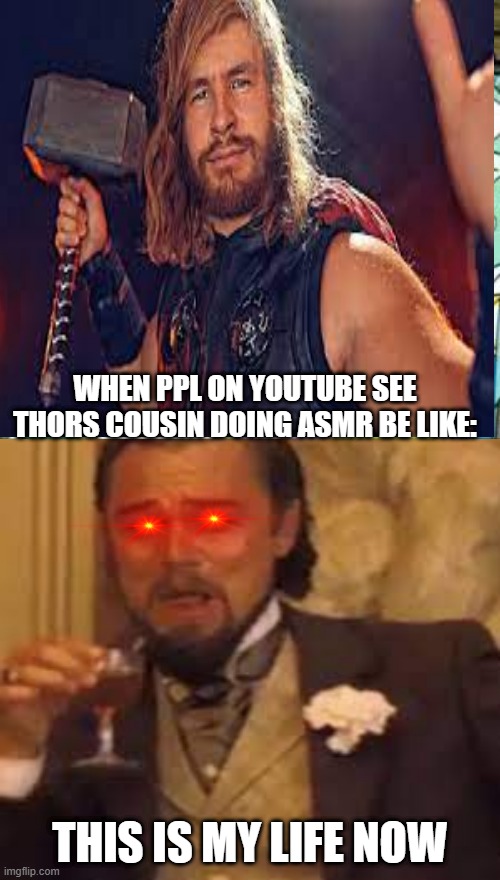 WHEN PPL ON YOUTUBE SEE
THORS COUSIN DOING ASMR BE LIKE:
THIS IS MY LIFE NOW
imgflip.com